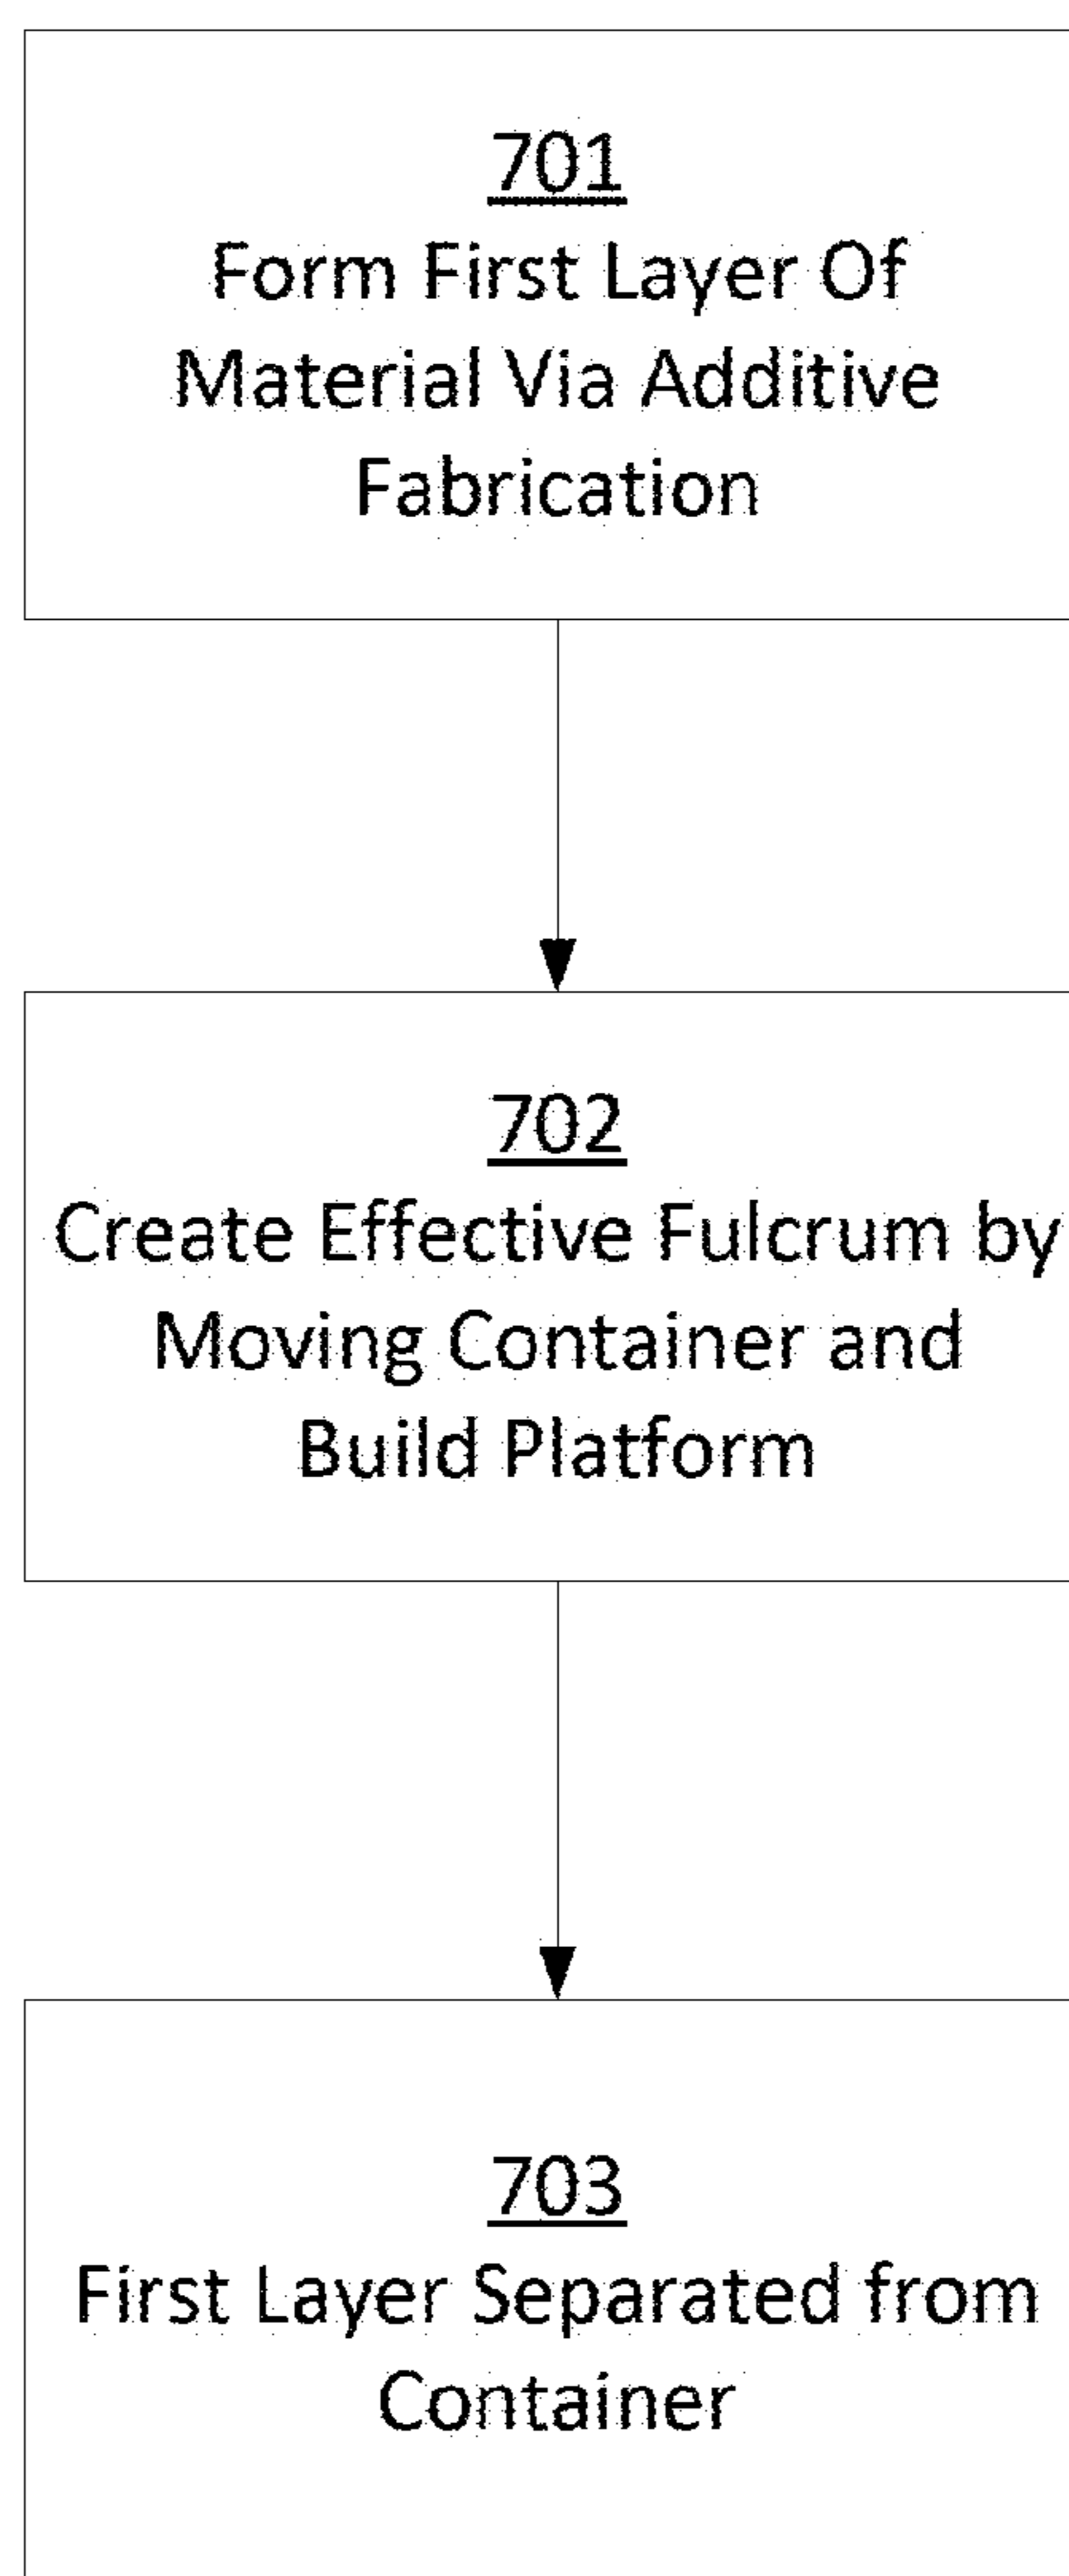 701
Form First Layer Of
Material Via Additive
Fabrication
702
Create Effective Fulcrum by
Moving Container and
Build Platform
703
First Layer Separated from
Container